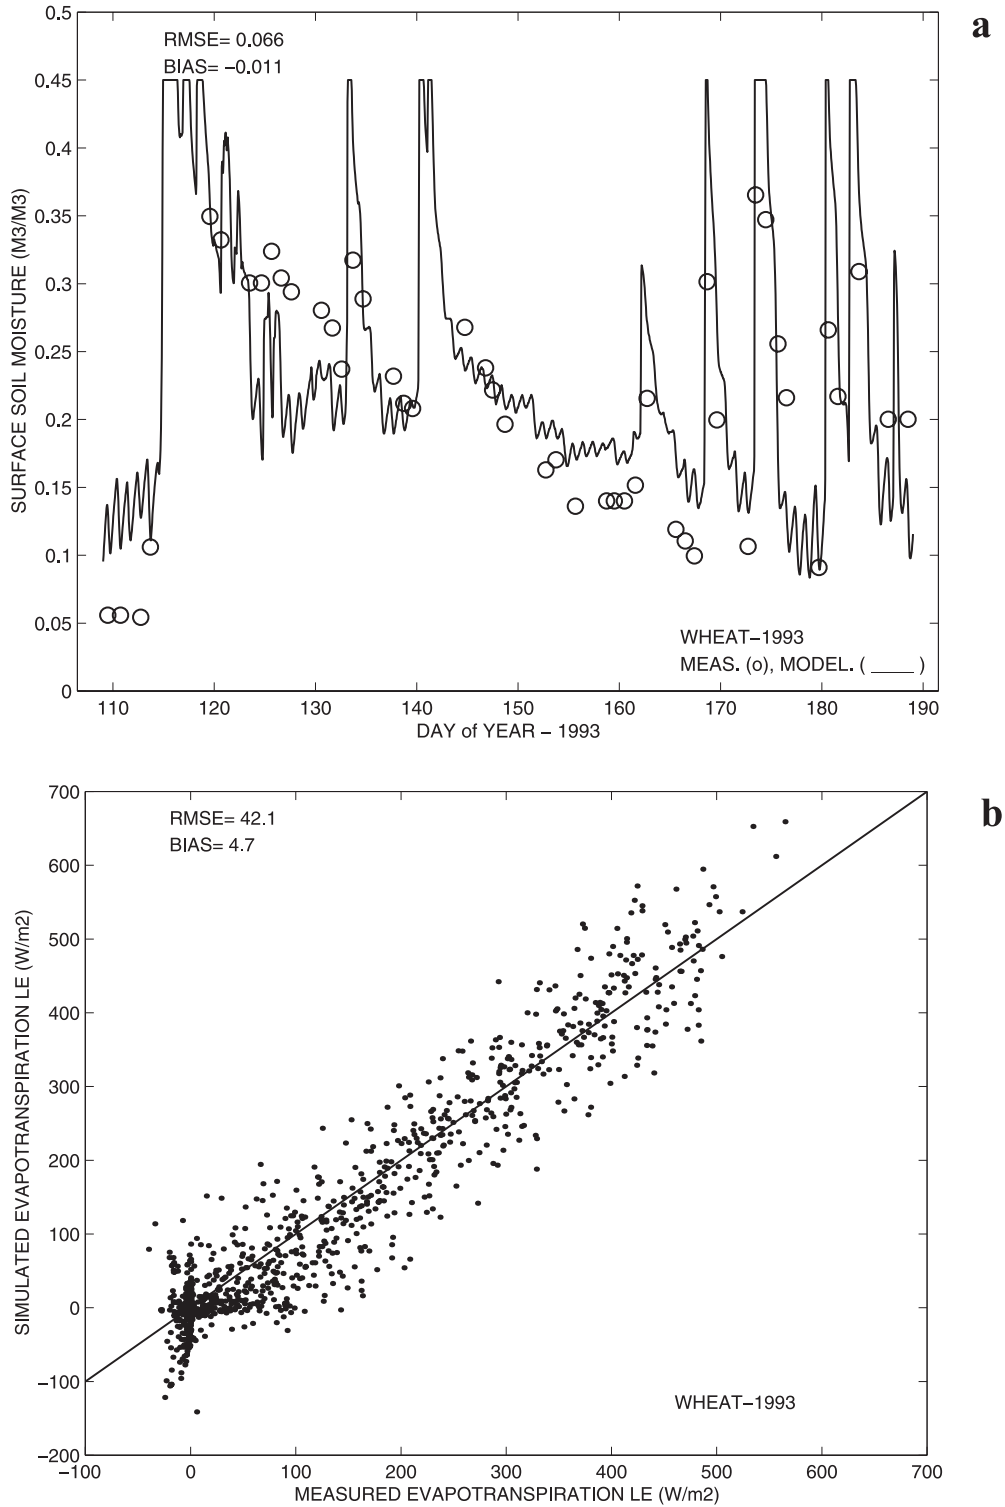 a
0.5
RMSE= 0.066
BIAS= −0.011
0.45
0.4
0.35
0.3
0.25
0.2
0.15
0.1
0.05
0
SURFACE SOIL MOISTURE (M3/M3)
WHEAT−1993
MEAS. (o), MODEL. ( ____ )
110 120 130 140 150 160 170 180 190
DAY of YEAR − 1993
b
700
RMSE= 42.1
BIAS= 4.7
600
500
400
300
200
100
0
−100
−200
SIMULATED EVAPOTRANSPIRATION LE (W/m2)
WHEAT−1993
−100 0 100 200 300 400 500 600 700
MEASURED EVAPOTRANSPIRATION LE (W/m2)